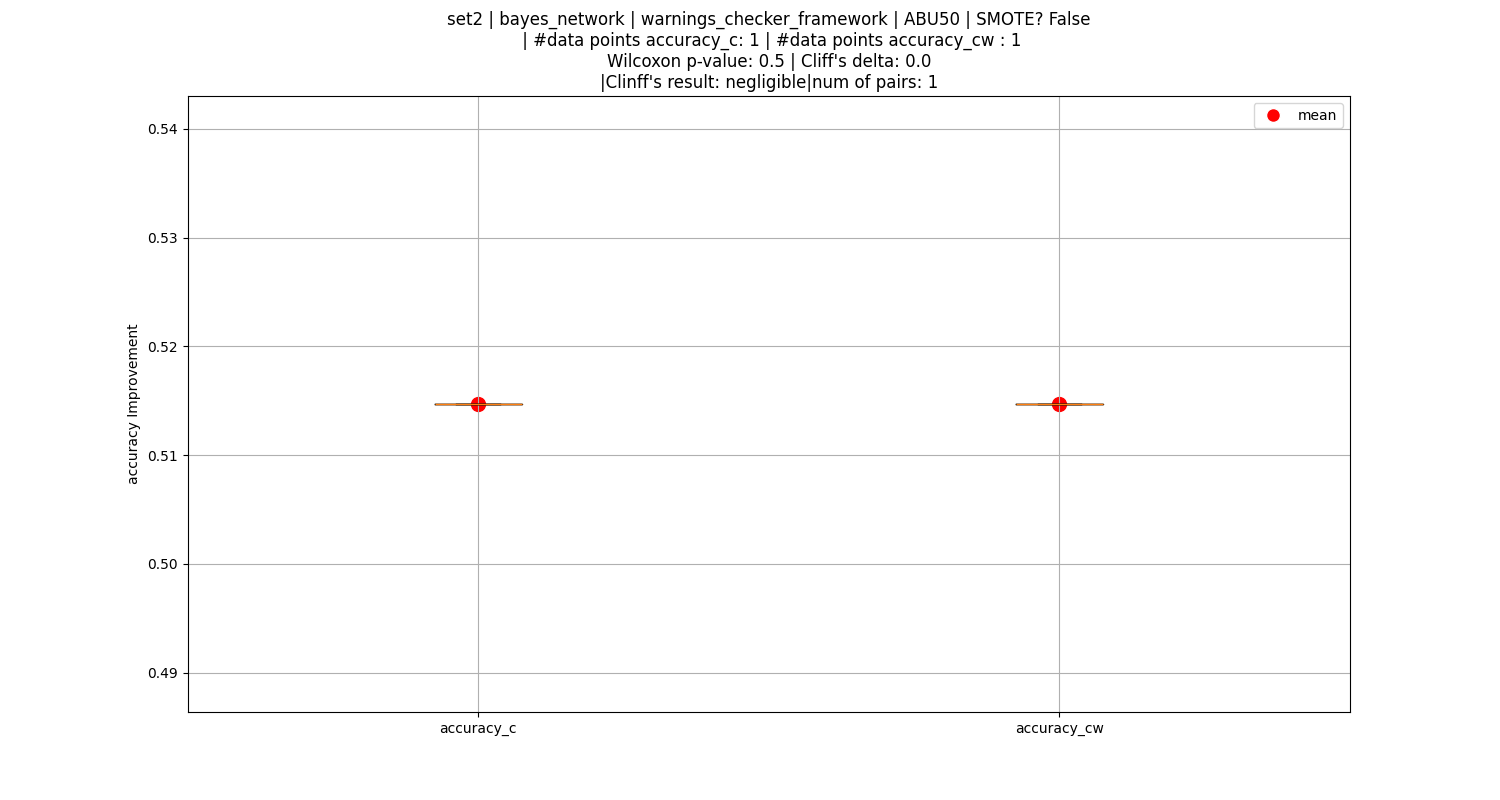 set2 | bayes_network | warnings_checker_framework | ABU50 | SMOTE? False
| #data points accuracy_c: 1 | #data points accuracy_cw : 1
Wilcoxon p-value: 0.5 | Cliff's delta: 0.0
|Clinff's result: negligible|num of pairs: 1
mean
0.54
0.53
0.52
0.51
0.50
0.49
accuracy Improvement
accuracy_c
accuracy_cw